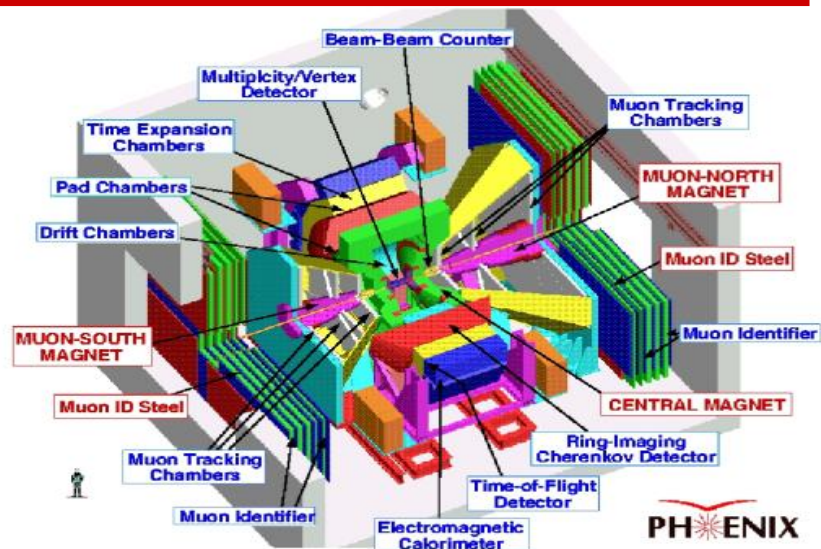 Beam-Beam Counter
Multiplcity/Vertex
Detector
Time Expansion
Chambers
Pad Chambers
Drift Chambers
Muon Tracking
Chambers
MUON-NORTH
MAGNET
Muon ID Steel
Muon Identifier
MUON-SOUTH
MAGNET
Muon ID Steel
CENTRAL MAGNET
Ring-Imaging
Cherenkov Detector
Muon Tracking
Chambers
Time-of-Flight
Detector
Muon Identifier
Electromagnetic
Calorimeter
PHENIX